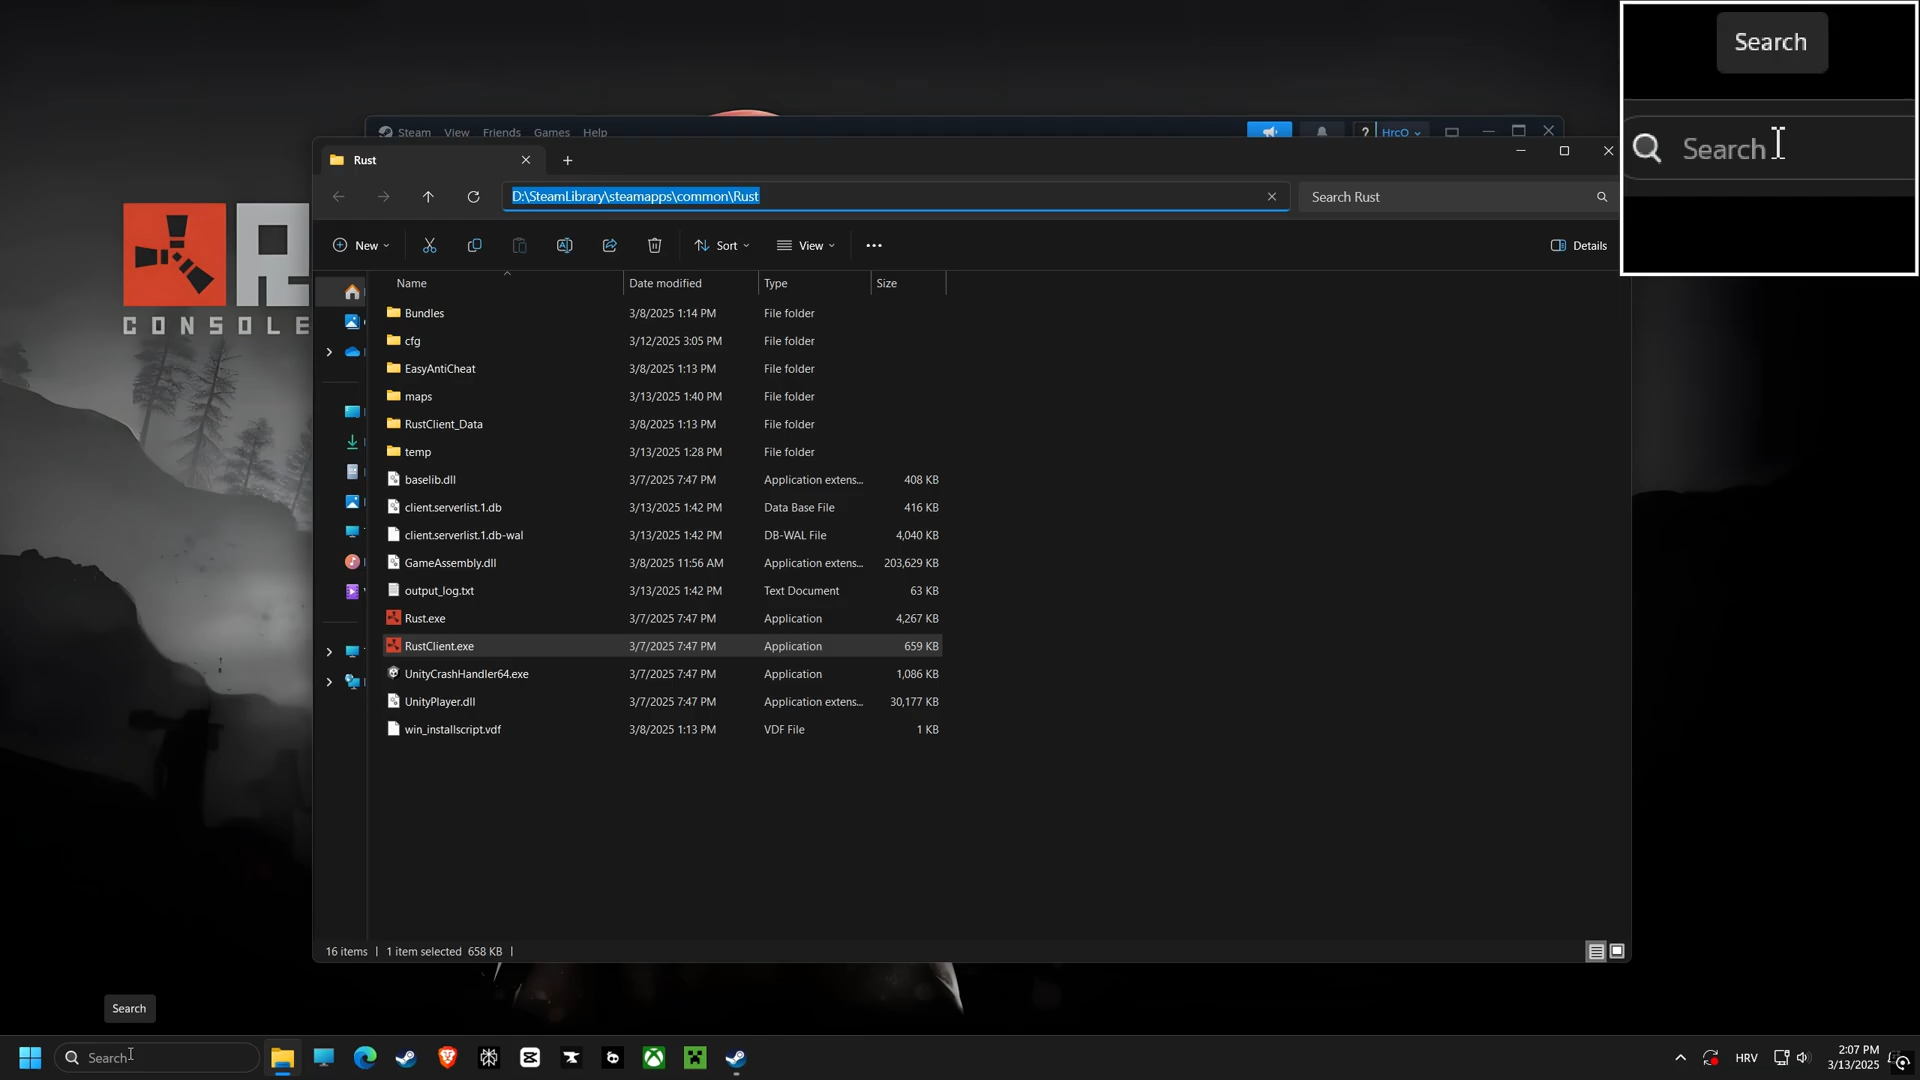 Search
Search
Steam View Friends Games Help
? HrcO
Rust
D:\SteamLibrary\steamapps\common\Rust
Search Rust
New
Sort
View
Details
Name Date modified Type Size
Bundles 3/8/2025 1:14 PM File folder
cfg 3/12/2025 3:05 PM File folder
EasyAntiCheat 3/8/2025 1:13 PM File folder
maps 3/13/2025 1:40 PM File folder
RustClient_Data 3/8/2025 1:13 PM File folder
temp 3/13/2025 1:28 PM File folder
baselib.dll 3/7/2025 7:47 PM Application extens... 408 KB
client.serverlist.1.db 3/13/2025 1:42 PM Data Base File 416 KB
client.serverlist.1.db-wal 3/13/2025 1:42 PM DB-WAL File 4,040 KB
GameAssembly.dll 3/8/2025 11:56 AM Application extens... 203,629 KB
output_log.txt 3/13/2025 1:42 PM Text Document 63 KB
Rust.exe 3/7/2025 7:47 PM Application 4,267 KB
RustClient.exe 3/7/2025 7:47 PM Application 659 KB
UnityCrashHandler64.exe 3/7/2025 7:47 PM Application 1,086 KB
UnityPlayer.dll 3/7/2025 7:47 PM Application extens... 30,177 KB
win_installscript.vdf 3/8/2025 1:13 PM VDF File 1 KB
R
CONSOLE
16 items | 1 item selected 658 KB |
Search
Search
HRV
2:07 PM
3/13/2025